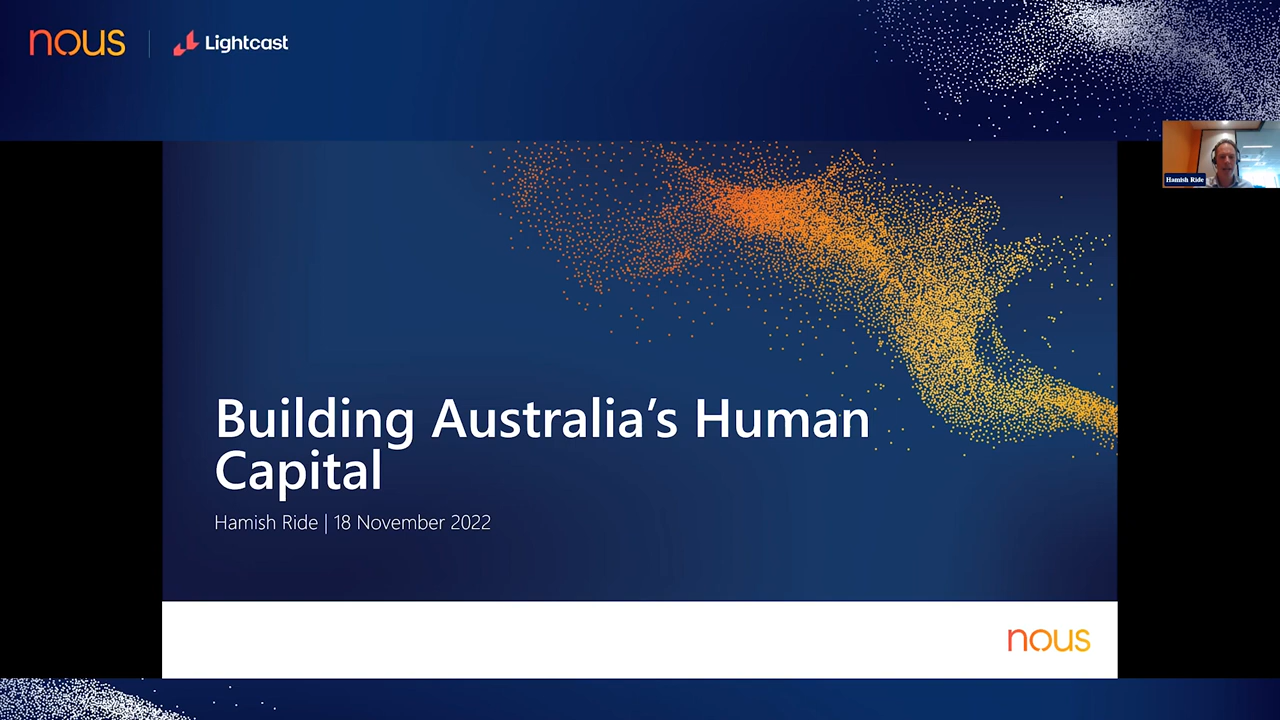 nous
Lightcast
Hamish Ride
Building Australia's Human
Capital
Hamish Ride | 18 November 2022
nous